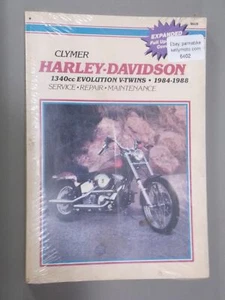 EXPANDED
CLYMER
HARLEY-DAVIDSON
1340cc EVOLUTION V-TWINS • 1984-1988
SERVICE • REPAIR • MAINTENANCE